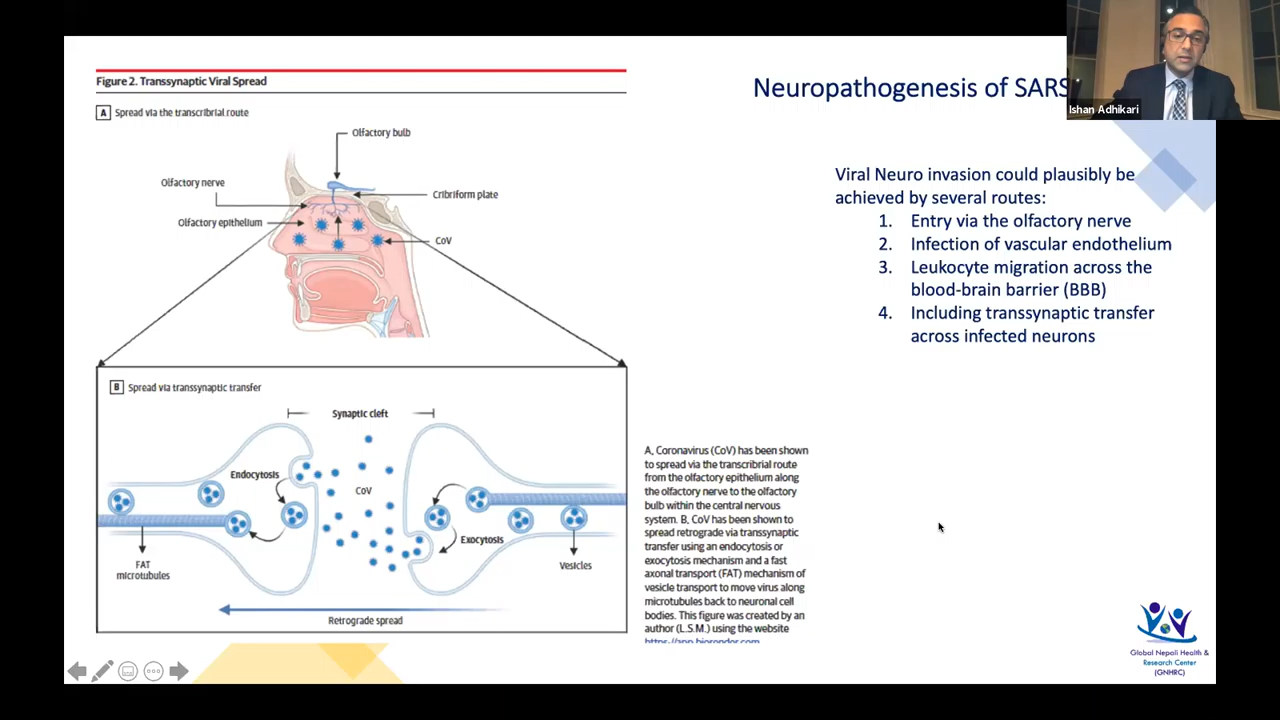 Figure 2. Transsynaptic Viral Spread
A Spread via the transcribrial route
Olfactory bulb
Olfactory nerve
Cribriform plate
Olfactory epithelium
CoV
B Spread via transsynaptic transfer
Synaptic cleft
Endocytosis
CoV
Exocytosis
FAT
microtubules
Vesicles
Retrograde spread
A, Coronavirus (CoV) has been shown
to spread via the transcribrial route
from the olfactory epithelium along
the olfactory nerve to the olfactory
bulb within the central nervous
system. B, CoV has been shown to
spread retrograde via transsynaptic
transfer using an endocytosis or
exocytosis mechanism and a fast
axonal transport (FAT) mechanism of
vesicle transport to move virus along
microtubules back to neuronal cell
bodies. This figure was created by an
author (L.S.M.) using the website
https://app.biorender.com
Neuropathogenesis of SARS
Ishan Adhikari
Viral Neuro invasion could plausibly be
achieved by several routes:
1. Entry via the olfactory nerve
2. Infection of vascular endothelium
3. Leukocyte migration across the
blood-brain barrier (BBB)
4. Including transsynaptic transfer
across infected neurons
Global Nepali Health &
Research Center
(GNHRC)